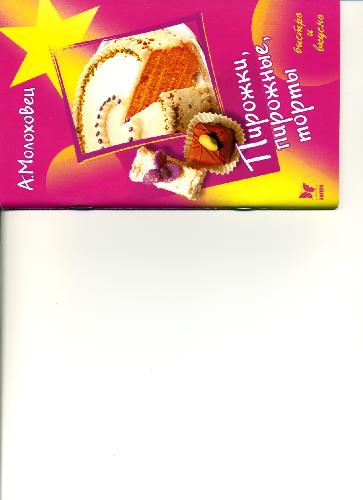 А.Молоховец
Пирожки,
пирожные,
торты
быстро
и
вкусно